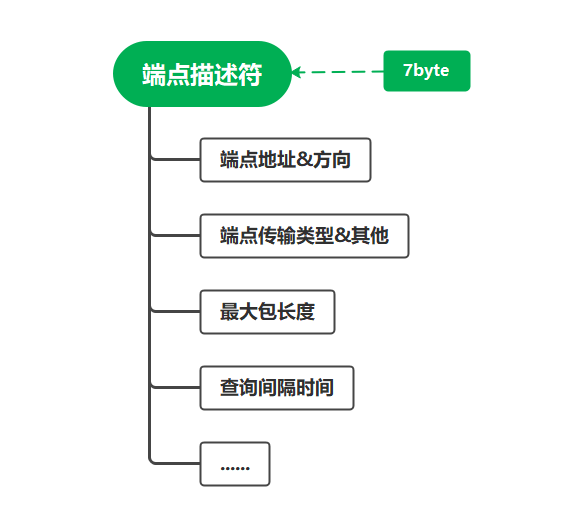 端点描述符
7byte
端点地址&方向
端点传输类型&其他
最大包长度
查询间隔时间
......